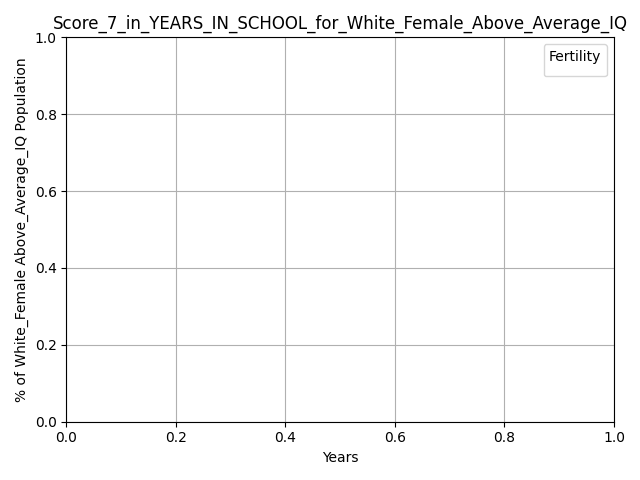 Score_7_in_YEARS_IN_SCHOOL_for_White_Female_Above_Average_IQ
Fertility
% of White_Female Above_Average_IQ Population
1.0
0.8
0.6
0.4
0.2
0.0
0.0 0.2 0.4 0.6 0.8 1.0
Years